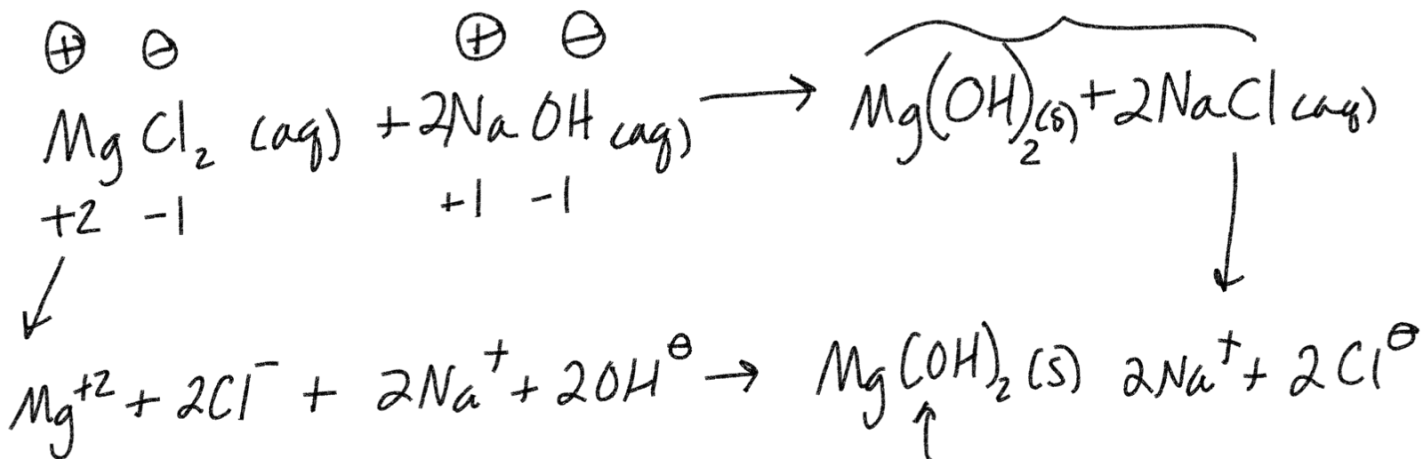 ⊕ ⊖ ⊕ ⊖
MgCl₂ (aq) + 2NaOH (aq) → Mg(OH)₂(s) + 2NaCl (aq)
+2 -1 +1 -1
Mg⁺² + 2Cl⁻ + 2Na⁺ + 2OH⊖ → Mg(OH)₂(s) 2Na⁺ + 2Cl⊖